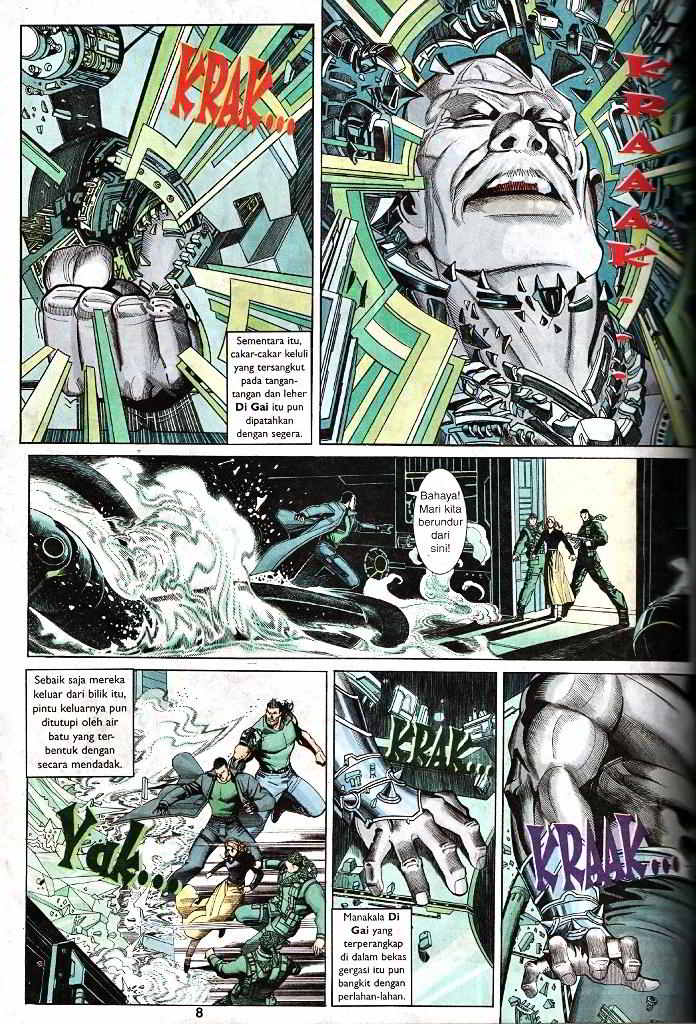 KRAK...
Sementara itu,
cakar-cakar keluli
yang tersangkut
pada tangan-
tangan dan leher
Di Gai itu pun
dipatahkan
dengan segera.
KRAAAK...
Bahaya!
Mari kita
berundur
dari
sini!
Sebaik saja mereka
keluar dari bilik itu,
pintu keluarnya pun
ditutupi oleh air
batu yang ter-
bentuk dengan
secara mendadak.
Yak...
KRAK...
Manakala Di
Gai yang
terperangkap
di dalam bekas
gergasi itu pun
bangkit dengan
perlahan-lahan.
KRAAK...
8